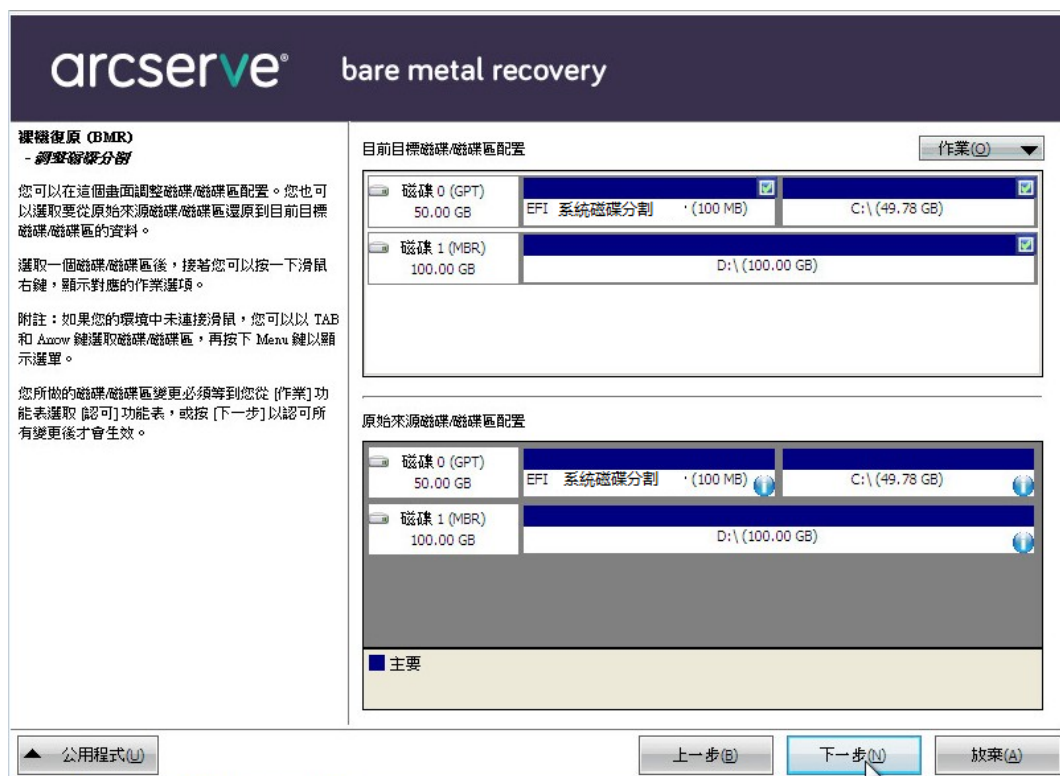 arcserve® bare metal recovery
裸機復原 (BMR)
- 調整磁碟分割
您可以在這個畫面調整磁碟/磁碟區配置。您也可
以選取要從原始來源磁碟/磁碟區還原到目前目標
磁碟/磁碟區的資料。
選取一個磁碟/磁碟區後，接著您可以按一下滑鼠
右鍵，顯示對應的作業選項。
附註：如果您的環境中未連接滑鼠，您可以以 TAB
和 Arrow 鍵選取磁碟/磁碟區，再按下 Menu 鍵以顯
示選單。
您所做的磁碟/磁碟區變更必須等到您從 [作業] 功
能表選取 [認可] 功能表，或按 [下一步] 以認可所
有變更後才會生效。
目前目標磁碟/磁碟區配置
作業(O)
磁碟 0 (GPT)
50.00 GB
EFI 系統磁碟分割 (100 MB)
C:\ (49.78 GB)
磁碟 1 (MBR)
100.00 GB
D:\ (100.00 GB)
原始來源磁碟/磁碟區配置
磁碟 0 (GPT)
50.00 GB
EFI 系統磁碟分割 (100 MB)
C:\ (49.78 GB)
磁碟 1 (MBR)
100.00 GB
D:\ (100.00 GB)
主要
公用程式(U)
上一步(B)
下一步(N)
放棄(A)